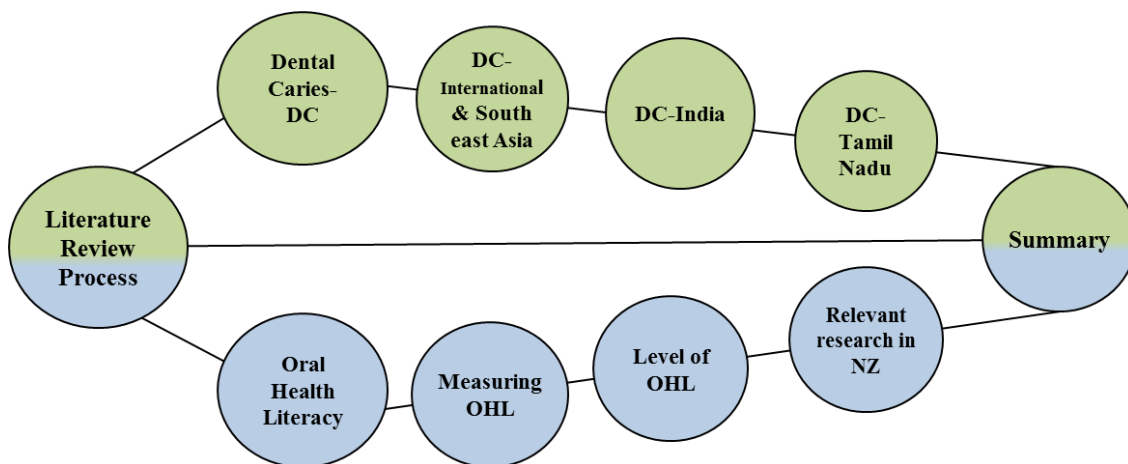 Dental
Caries-
DC
DC-
International
& South
east Asia
DC-India
DC-
Tamil
Nadu
Literature
Review
Process
Summary
Oral
Health
Literacy
Measuring
OHL
Level of
OHL
Relevant
research in
NZ